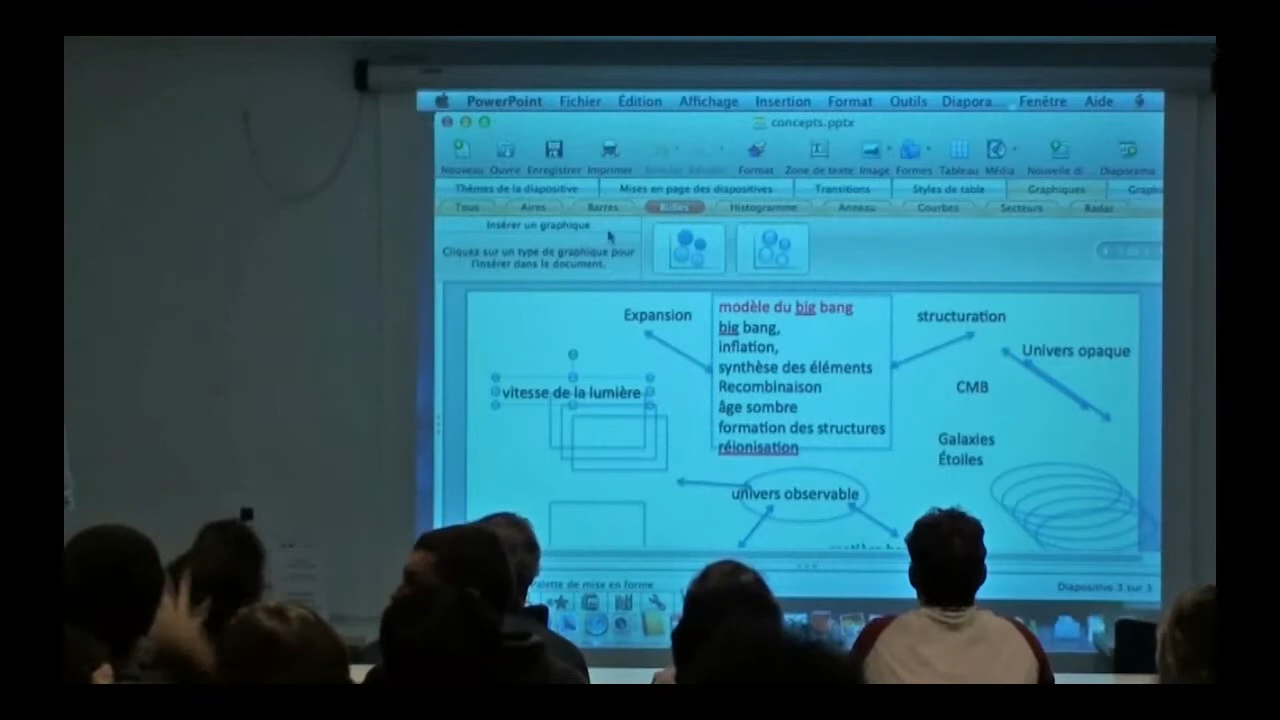 PowerPoint Fichier Édition Affichage Insertion Format Outils Diapora... Fenêtre Aide
concepts.pptx
Nouveau Ouvrir Enregistrer Imprimer Format Zone de texte Image Formes Tableau Média Nouvelle di... Diaporama
Thèmes de la diapositive Mises en page des diapositives Transitions Styles de table Graphiques
Tous Aires Barres Bulles Histogramme Anneau Courbes Secteurs Radar
Insérer un graphique
Cliquez sur un type de graphique pour
l'insérer dans le document.
Expansion
modèle du big bang
big bang,
inflation,
synthèse des éléments
Recombinaison
âge sombre
formation des structures
réionisation
structuration
Univers opaque
vitesse de la lumière
CMB
Galaxies
Étoiles
univers observable
Palette de mise en forme
Diapositive 3 sur 3